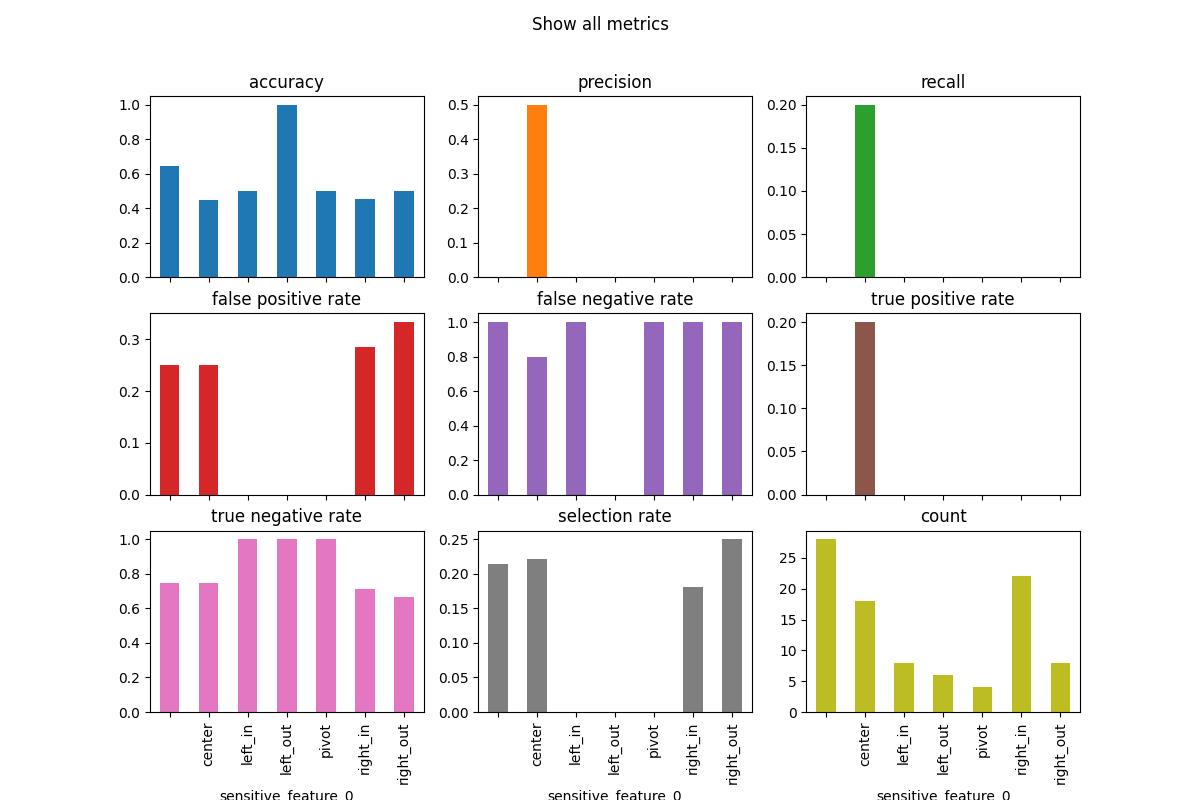 Show all metrics
accuracy
precision
recall
1.0
0.8
0.6
0.4
0.2
0.0
0.5
0.4
0.3
0.2
0.1
0.0
0.20
0.15
0.10
0.05
0.00
false positive rate
false negative rate
true positive rate
0.3
0.2
0.1
0.0
1.0
0.8
0.6
0.4
0.2
0.0
0.20
0.15
0.10
0.05
0.00
true negative rate
selection rate
count
1.0
0.8
0.6
0.4
0.2
0.0
0.25
0.20
0.15
0.10
0.05
0.00
25
20
15
10
5
0
center
left_in
left_out
pivot
right_in
right_out
center
left_in
left_out
pivot
right_in
right_out
center
left_in
left_out
pivot
right_in
right_out
sensitive_feature_0
sensitive_feature_0
sensitive_feature_0